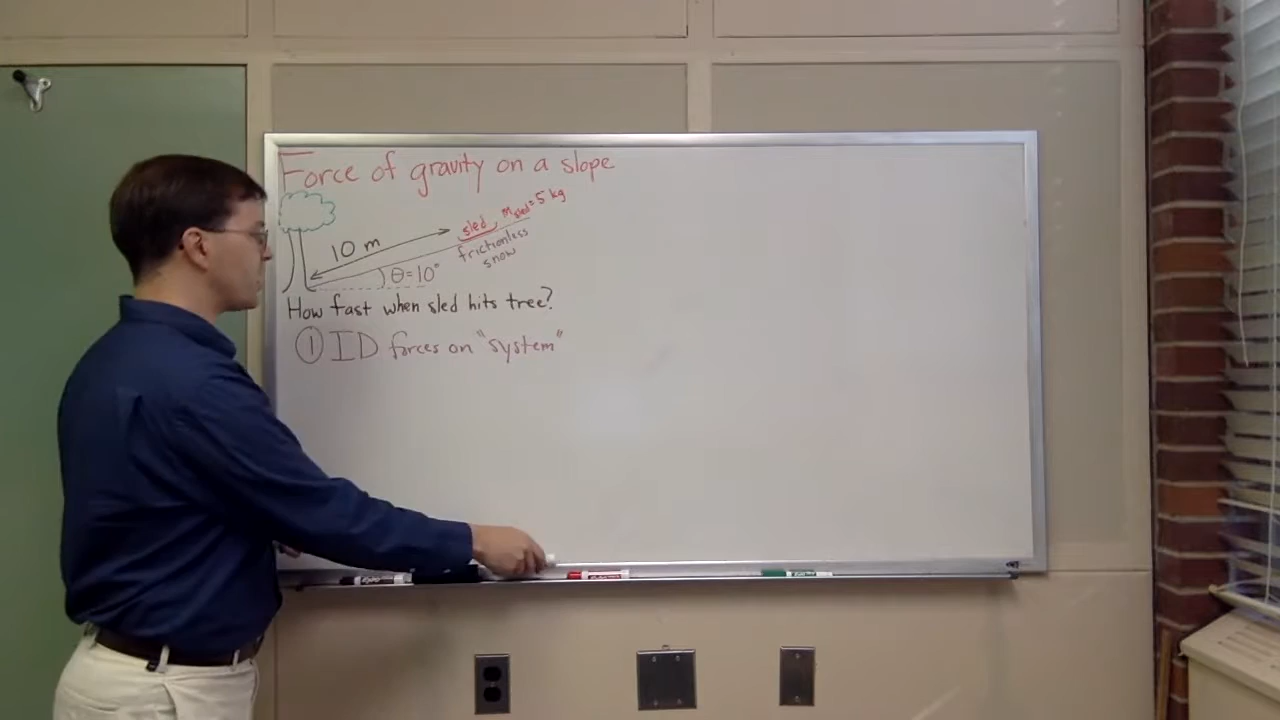 Force of gravity on a slope
sled m_sled = 5 kg
10 m
frictionless
snow
θ=10°
How fast when sled hits tree?
① ID forces on "system"